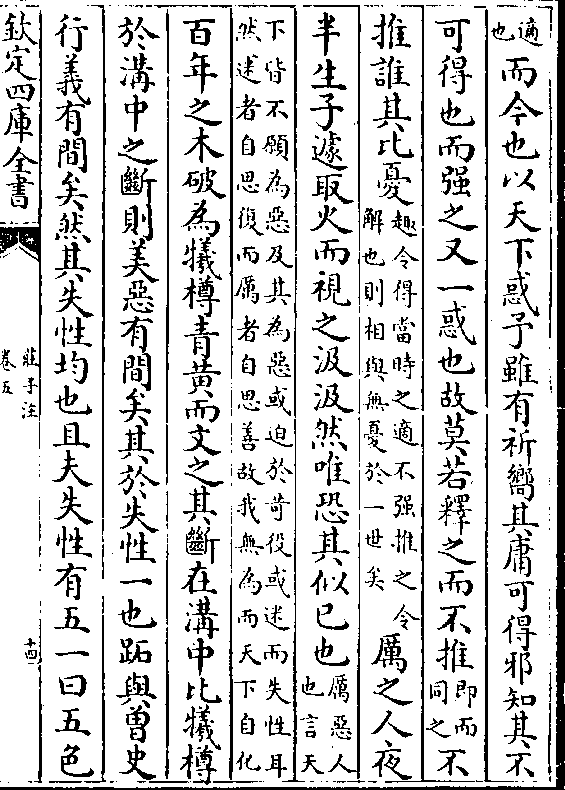 適也而今也以天下惑予雖有祈嚮其庸可得邪知其不
可得也而强之又一惑也故莫若釋之而不推即而同之不
推誰其比憂趣令得當時之適不强推之令解也則相與無憂於一世矣厲之人夜
半生子遽取火而視之汲汲然唯恐其似已也厲惡人也言天
下皆不願為惡及其為惡或迫於苛役或迷而失性耳然迷者自思復而厲者自思善故我無為而天下自化
百年之木破為犧樽青黃而文之其斷在溝中比犧樽
於溝中之斷則美惡有間矣其於失性一也跖與曾史
行義有間矣然其失性均也且夫失性有五一曰五色
欽定四庫全書
莊子注
卷五
十四